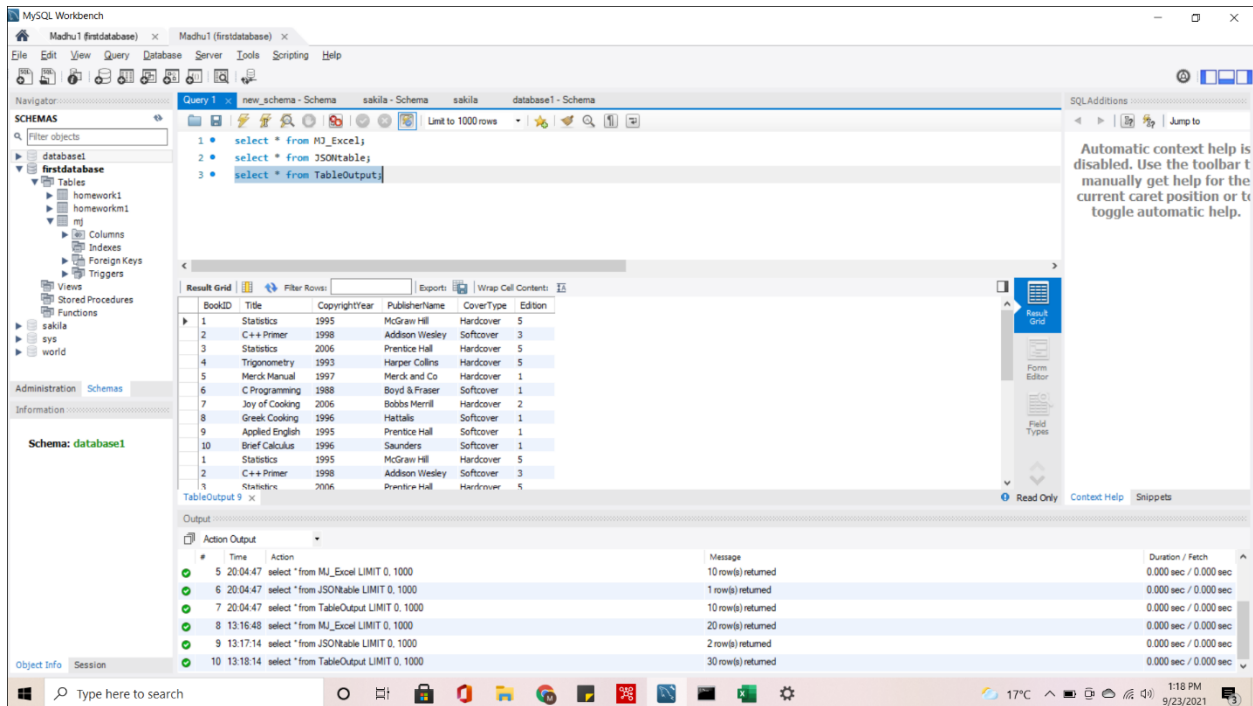 MySQL Workbench
Madhu1 (firstdatabase) × Madhu1 (firstdatabase) ×
File Edit View Query Database Server Tools Scripting Help
Navigator
SCHEMAS
Filter objects
database1
firstdatabase
Tables
homework1
homeworkm1
mj
Columns
Indexes
Foreign Keys
Triggers
Views
Stored Procedures
Functions
sakila
sys
world
Administration Schemas
Information
Schema: database1
Object Info Session
Query 1 × new_schema - Schema sakila - Schema sakila database1 - Schema
Limit to 1000 rows
1 select * from MJ_Excel;
2 select * from JSONtable;
3 select * from TableOutput;
Result Grid Filter Rows: Export: Wrap Cell Content:
BookID Title CopyrightYear PublisherName CoverType Edition
1 Statistics 1995 McGraw Hill Hardcover 5
2 C++ Primer 1998 Addison Wesley Softcover 3
3 Statistics 2006 Prentice Hall Hardcover 5
4 Trigonometry 1993 Harper Collins Hardcover 5
5 Merck Manual 1997 Merck and Co Hardcover 1
6 C Programming 1988 Boyd & Fraser Softcover 1
7 Joy of Cooking 2006 Bobbs Merrill Hardcover 2
8 Greek Cooking 1996 Hattalis Softcover 1
9 Applied English 1995 Prentice Hall Softcover 1
10 Brief Calculus 1996 Saunders Softcover 1
1 Statistics 1995 McGraw Hill Hardcover 5
2 C++ Primer 1998 Addison Wesley Softcover 3
3 Statistics 2006 Prentice Hall Hardcover 5
Result
Grid
Form
Editor
Field
Types
TableOutput 9 × Read Only
SQLAdditions
Jump to
Automatic context help is
disabled. Use the toolbar t
manually get help for the
current caret position or to
toggle automatic help.
Context Help Snippets
Output
Action Output
# Time Action Message Duration / Fetch
5 20:04:47 select * from MJ_Excel LIMIT 0, 1000 10 row(s) returned 0.000 sec / 0.000 sec
6 20:04:47 select * from JSONtable LIMIT 0, 1000 1 row(s) returned 0.000 sec / 0.000 sec
7 20:04:47 select * from TableOutput LIMIT 0, 1000 10 row(s) returned 0.000 sec / 0.000 sec
8 13:16:48 select * from MJ_Excel LIMIT 0, 1000 20 row(s) returned 0.000 sec / 0.000 sec
9 13:17:14 select * from JSONtable LIMIT 0, 1000 2 row(s) returned 0.000 sec / 0.000 sec
10 13:18:14 select * from TableOutput LIMIT 0, 1000 30 row(s) returned 0.000 sec / 0.000 sec
Type here to search
17°C
1:18 PM
9/23/2021